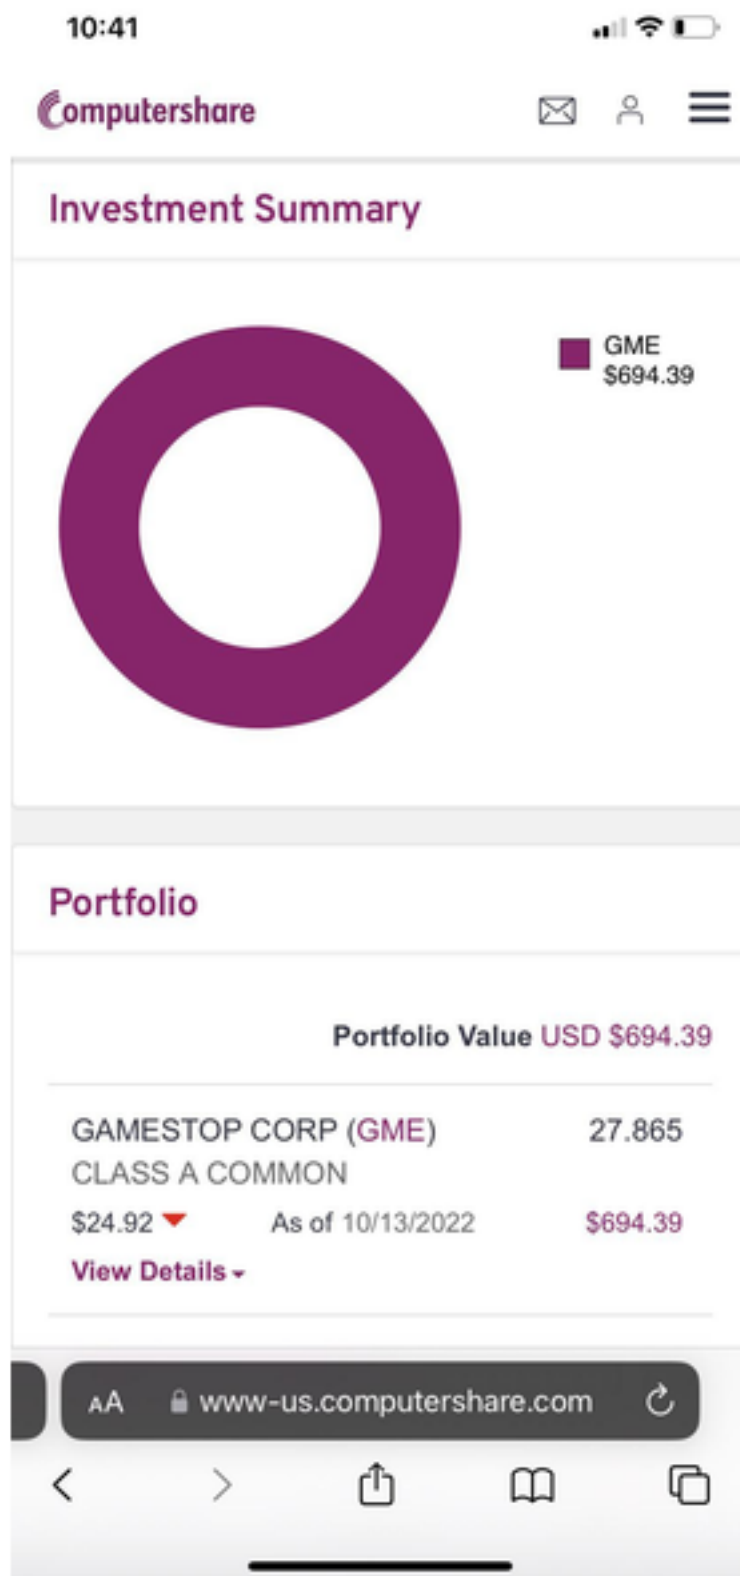 10:41
Computershare
Investment Summary
GME
$694.39
Portfolio
Portfolio Value USD $694.39
GAMESTOP CORP (GME) 27.865
CLASS A COMMON
$24.92 As of 10/13/2022 $694.39
View Details
AA www-us.computershare.com